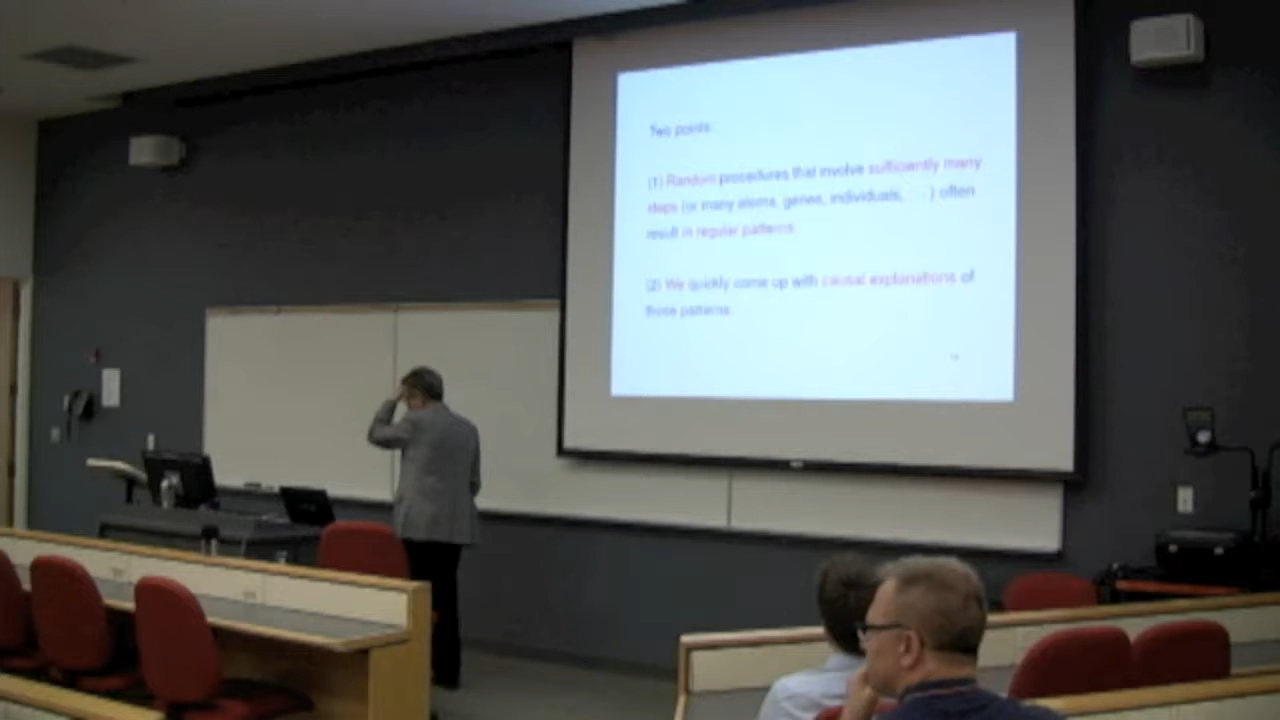 Two points:
(1) Random procedures that involve sufficiently many
steps (or many atoms, genes, individuals, ... ) often
result in regular patterns.
(2) We quickly come up with causal explanations of
those patterns.